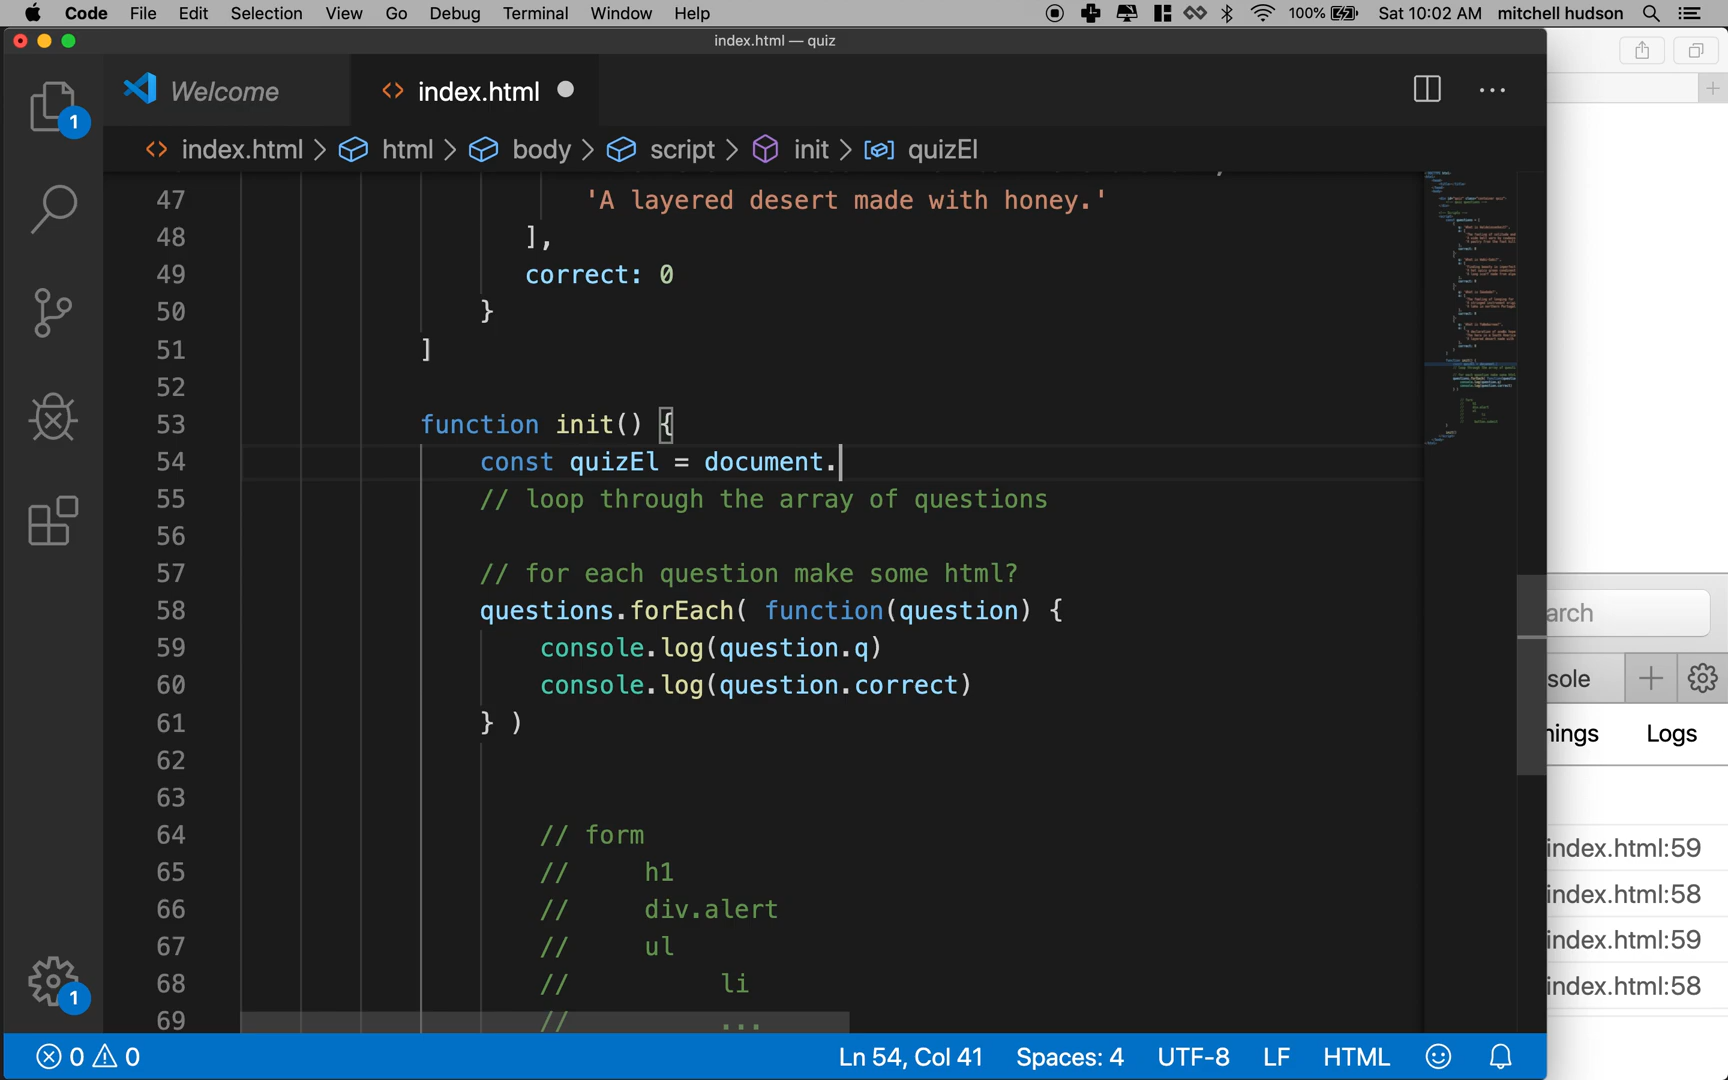 Code File Edit Selection View Go Debug Terminal Window Help 100% Sat 10:02 AM mitchell hudson
index.html — quiz
Welcome index.html
index.html > html > body > script > init > quizEl
47 'A layered desert made with honey.'
48 ],
49 correct: 0
50 }
51 ]
52
53 function init() {
54 const quizEl = document.
55 // loop through the array of questions
56
57 // for each question make some html?
58 questions.forEach( function(question) {
59 console.log(question.q)
60 console.log(question.correct)
61 } )
62
63
64 // form
65 // h1
66 // div.alert
67 // ul
68 // li
69 // ...
1
1
arch
sole
nings Logs
index.html:59
index.html:58
index.html:59
index.html:58
0 0 Ln 54, Col 41 Spaces: 4 UTF-8 LF HTML